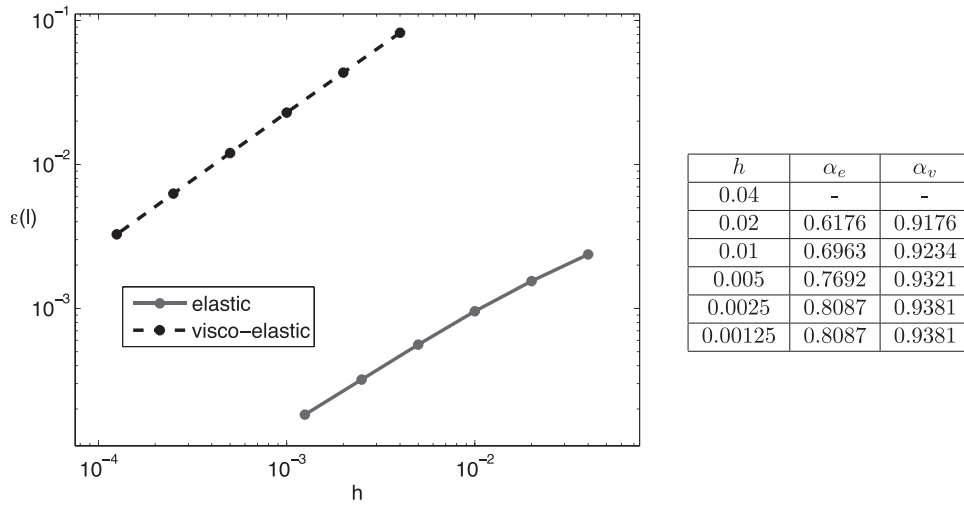 10⁻¹
10⁻²
ε(l)
10⁻³
elastic
visco-elastic
10⁻⁴ 10⁻³ 10⁻²
h
h αₑ αᵥ
0.04 - -
0.02 0.6176 0.9176
0.01 0.6963 0.9234
0.005 0.7692 0.9321
0.0025 0.8087 0.9381
0.00125 0.8087 0.9381